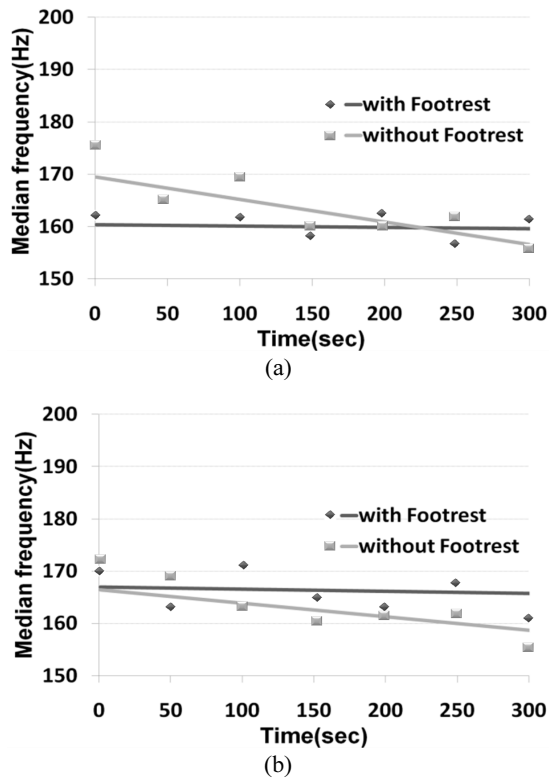 200
190
180
170
160
150
Median frequency(Hz)
with Footrest
without Footrest
0 50 100 150 200 250 300
Time(sec)
(a)
200
190
180
170
160
150
Median frequency(Hz)
with Footrest
without Footrest
0 50 100 150 200 250 300
Time(sec)
(b)